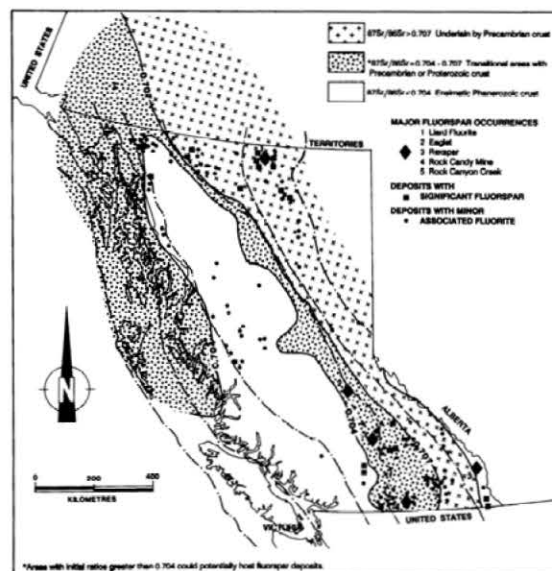 87Sr/86Sr > 0.707 Underlain by Precambrian crust
*87Sr/86Sr = 0.704 - 0.707 Transitional areas with
Precambrian or Proterozoic crust
87Sr/86Sr < 0.704 Ensimatic Phanerozoic crust
UNITED STATES
0.707
TERRITORIES
MAJOR FLUORSPAR OCCURRENCES
1 Liard Fluorite
2 Eaglet
3 Rexspar
4 Rock Candy Mine
5 Rock Canyon Creek
DEPOSITS WITH
SIGNIFICANT FLUORSPAR
DEPOSITS WITH MINOR
ASSOCIATED FLUORITE
N
ALBERTA
0.704
0.707
0 200 400
KILOMETRES
VICTORIA
UNITED STATES
*Areas with initial ratios greater than 0.704 could potentially host fluorspar deposits.